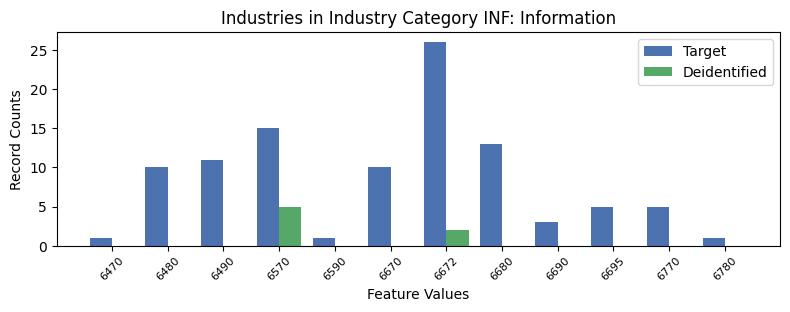 Industries in Industry Category INF: Information
Target
Deidentified
Record Counts
25
20
15
10
5
0
6470 6480 6490 6570 6590 6670 6672 6680 6690 6695 6770 6780
Feature Values